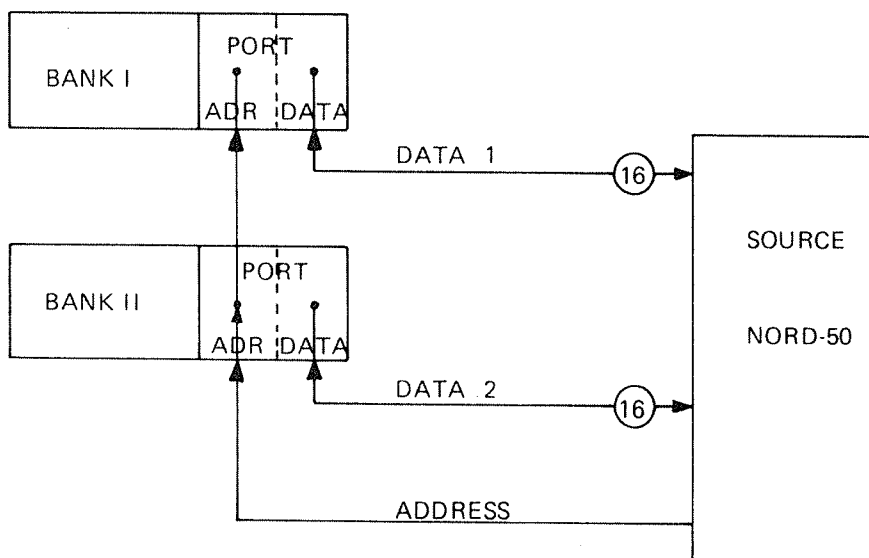 PORT
BANK I
ADR DATA
DATA 1
16
SOURCE
NORD-50
PORT
BANK II
ADR DATA
DATA 2
16
ADDRESS